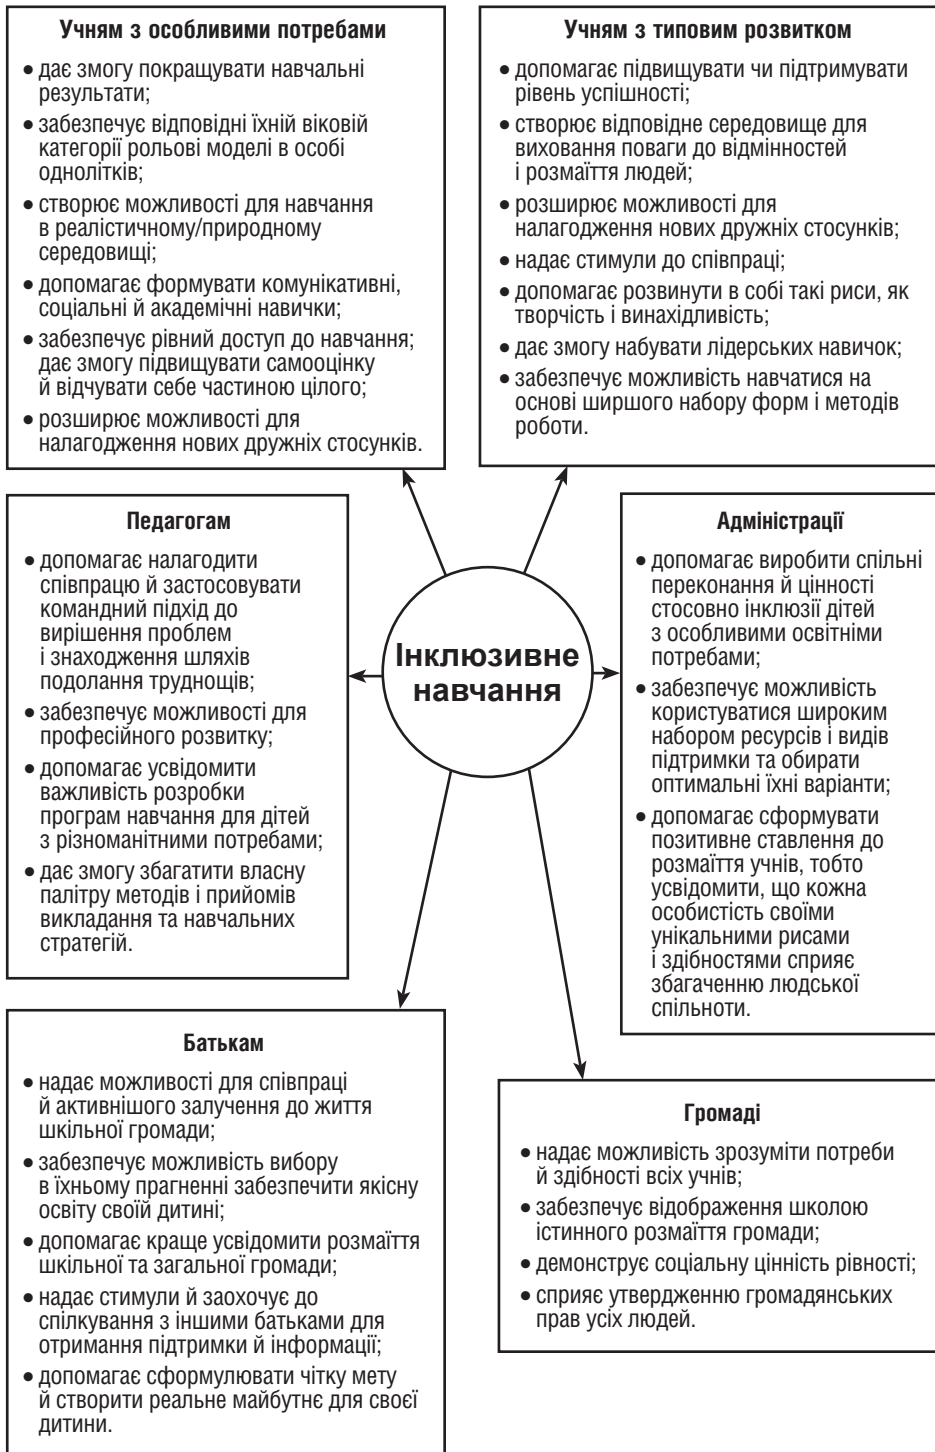 Учням з особливими потребами
• дає змогу покращувати навчальні
результати;
• забезпечує відповідні їхній віковій
категорії рольові моделі в особі
однолітків;
• створює можливості для навчання
в реалістичному/природному
середовищі;
• допомагає формувати комунікативні,
соціальні й академічні навички;
• забезпечує рівний доступ до навчання;
дає змогу підвищувати самооцінку
й відчувати себе частиною цілого;
• розширює можливості для
налагодження нових дружніх стосунків.
Учням з типовим розвитком
• допомагає підвищувати чи підтримувати
рівень успішності;
• створює відповідне середовище для
виховання поваги до відмінностей
і розмаїття людей;
• розширює можливості для
налагодження нових дружніх стосунків;
• надає стимули до співпраці;
• допомагає розвинути в собі такі риси, як
творчість і винахідливість;
• дає змогу набувати лідерських навичок;
• забезпечує можливість навчатися на
основі ширшого набору форм і методів
роботи.
Педагогам
• допомагає налагодити
співпрацю й застосовувати
командний підхід до
вирішення проблем
і знаходження шляхів
подолання труднощів;
• забезпечує можливості для
професійного розвитку;
• допомагає усвідомити
важливість розробки
програм навчання для дітей
з різноманітними потребами;
• дає змогу збагатити власну
палітру методів і прийомів
викладання та навчальних
стратегій.
Інклюзивне
навчання
Адміністрації
• допомагає виробити спільні
переконання й цінності
стосовно інклюзії дітей
з особливими освітніми
потребами;
• забезпечує можливість
користуватися широким
набором ресурсів і видів
підтримки та обирати
оптимальні їхні варіанти;
• допомагає сформувати
позитивне ставлення до
розмаїття учнів, тобто
усвідомити, що кожна
особистість своїми
унікальними рисами
і здібностями сприяє
збагаченню людської
спільноти.
Батькам
• надає можливості для співпраці
й активнішого залучення до життя
шкільної громади;
• забезпечує можливість вибору
в їхньому прагненні забезпечити якісну
освіту своїй дитині;
• допомагає краще усвідомити розмаїття
шкільної та загальної громади;
• надає стимули й заохочує до
спілкування з іншими батьками для
отримання підтримки й інформації;
• допомагає сформулювати чітку мету
й створити реальне майбутнє для своєї
дитини.
Громаді
• надає можливість зрозуміти потреби
й здібності всіх учнів;
• забезпечує відображення школою
істинного розмаїття громади;
• демонструє соціальну цінність рівності;
• сприяє утвердженню громадянських
прав усіх людей.